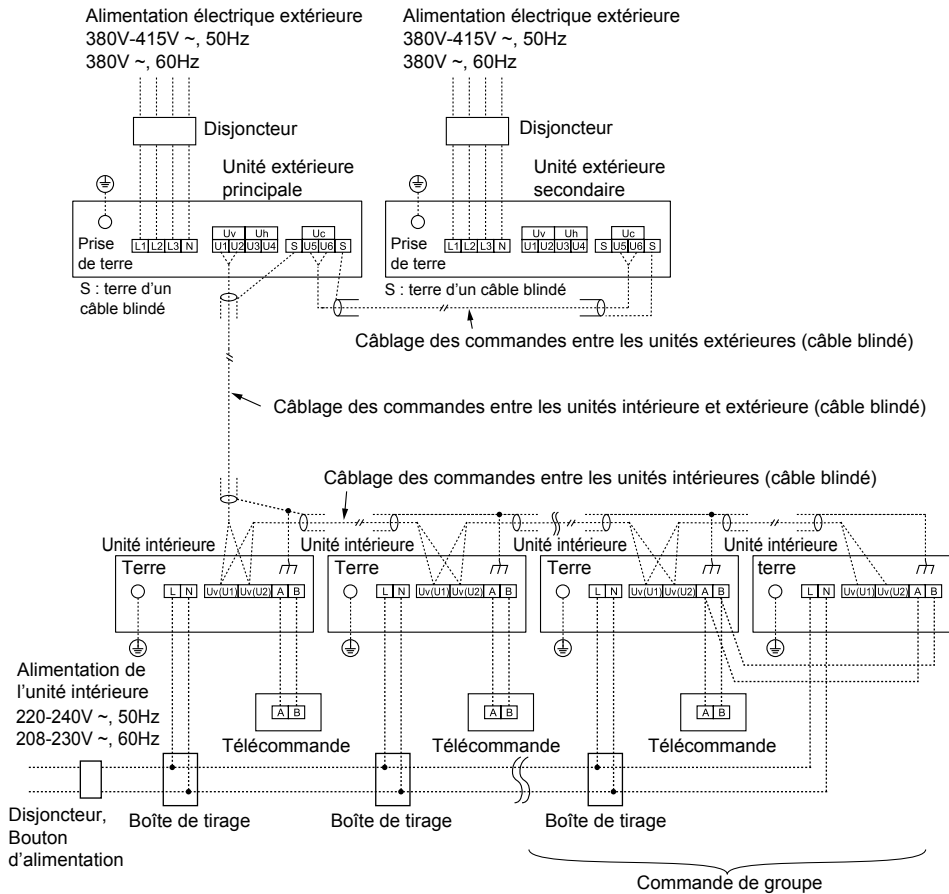 Alimentation électrique extérieure
380V-415V ~, 50Hz
380V ~, 60Hz
Alimentation électrique extérieure
380V-415V ~, 50Hz
380V ~, 60Hz
Disjoncteur
Disjoncteur
Unité extérieure
principale
Unité extérieure
secondaire
Prise
de terre
L1 L2 L3 N
Uv Uh
U1 U2 U3 U4
Uc
S U5 U6 S
Prise
de terre
L1 L2 L3 N
Uv Uh
U1 U2 U3 U4
Uc
S U5 U6 S
S : terre d’un
câble blindé
S : terre d’un câble blindé
Câblage des commandes entre les unités extérieures (câble blindé)
Câblage des commandes entre les unités intérieure et extérieure (câble blindé)
Câblage des commandes entre les unités intérieures (câble blindé)
Unité intérieure
Unité intérieure
Unité intérieure
Unité intérieure
Terre
Terre
Terre
terre
L N Uv(U1) Uv(U2) A B
L N Uv(U1) Uv(U2) A B
L N Uv(U1) Uv(U2) A B
L N Uv(U1) Uv(U2) A B
Alimentation de
l’unité intérieure
220-240V ~, 50Hz
208-230V ~, 60Hz
A B
A B
A B
Télécommande
Télécommande
Télécommande
Disjoncteur,
Bouton
d’alimentation
Boîte de tirage
Boîte de tirage
Boîte de tirage
Commande de groupe